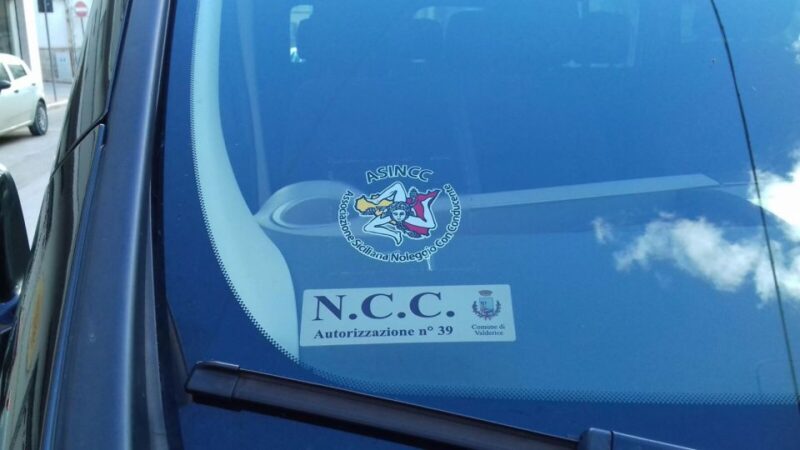 ASINCC
Associazione Siciliana Noleggio Con Conducente
N.C.C.
Autorizzazione n° 39
Comune di
Valderice